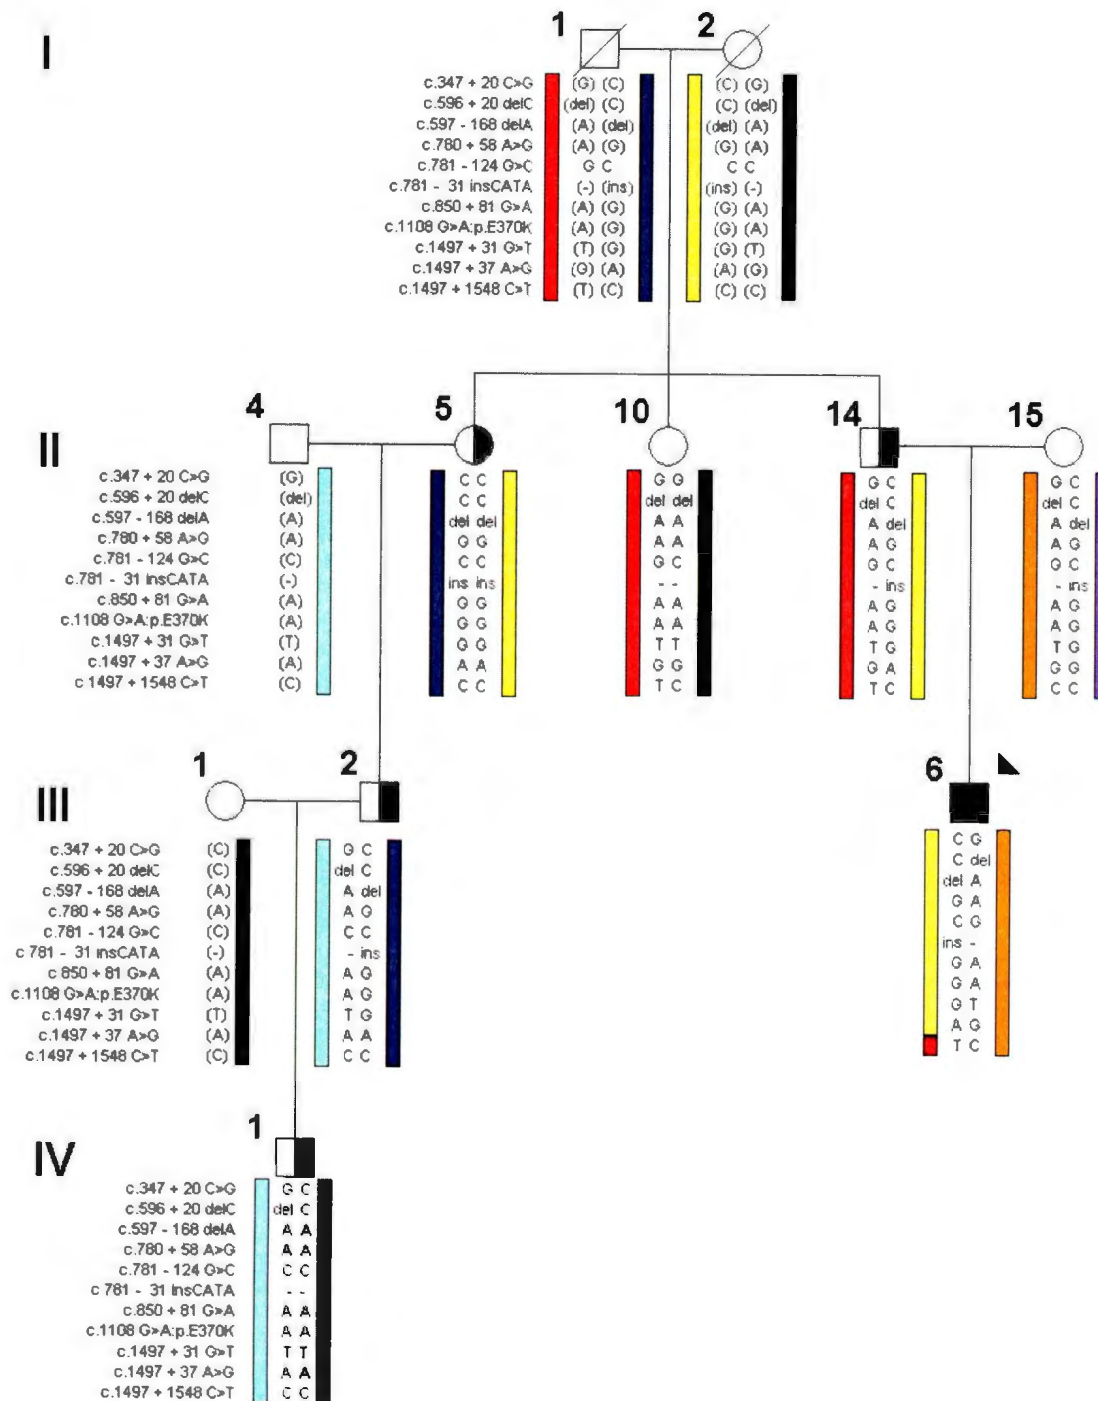 1 2
I
c.347 + 20 C>G (G) (C) (C) (G)
c.596 + 20 delC (del) (C) (C) (del)
c.597 - 168 delA (A) (del) (del) (A)
c.780 + 58 A>G (A) (G) (G) (A)
c.781 - 124 G>C G C C C
c.781 - 31 insCATA (-) (ins) (ins) (-)
c.850 + 81 G>A (A) (G) (G) (A)
c.1108 G>A:p.E370K (A) (G) (G) (A)
c.1497 + 31 G>T (T) (G) (G) (T)
c.1497 + 37 A>G (G) (A) (A) (G)
c.1497 + 1548 C>T (T) (C) (C) (C)
4 5 10 14 15
II
c.347 + 20 C>G (G) C C G G G C G C
c.596 + 20 delC (del) C C del del del C del C
c.597 - 168 delA (A) del del A A A del A del
c.780 + 58 A>G (A) G G A A A G A G
c.781 - 124 G>C (C) C C G C G C G C
c.781 - 31 insCATA (-) ins ins - - - ins - ins
c.850 + 81 G>A (A) G G A A A G A G
c.1108 G>A:p.E370K (A) G G A A A G A G
c.1497 + 31 G>T (T) G G T T T G T G
c.1497 + 37 A>G (A) A A G G G A G G
c.1497 + 1548 C>T (C) C C T C T C C C
1 2 6
III
c.347 + 20 C>G (C) G C C G
c.596 + 20 delC (C) del C C del
c.597 - 168 delA (A) A del del A
c.780 + 58 A>G (A) A G G A
c.781 - 124 G>C (C) C C C G
c 781 - 31 insCATA (-) - ins ins -
c 850 + 81 G>A (A) A G G A
c.1108 G>A:p.E370K (A) A G G A
c.1497 + 31 G>T (T) T G G T
c.1497 + 37 A>G (A) A A A G
c.1497 + 1548 C>T (C) C C T C
1
IV
c.347 + 20 C>G G C
c.596 + 20 delC del C
c.597 - 168 delA A A
c.780 + 58 A>G A A
c.781 - 124 G>C C C
c 781 - 31 insCATA - -
c.850 + 81 G>A A A
c.1108 G>A:p.E370K A A
c.1497 + 31 G>T T T
c.1497 + 37 A>G A A
c.1497 + 1548 C>T C C